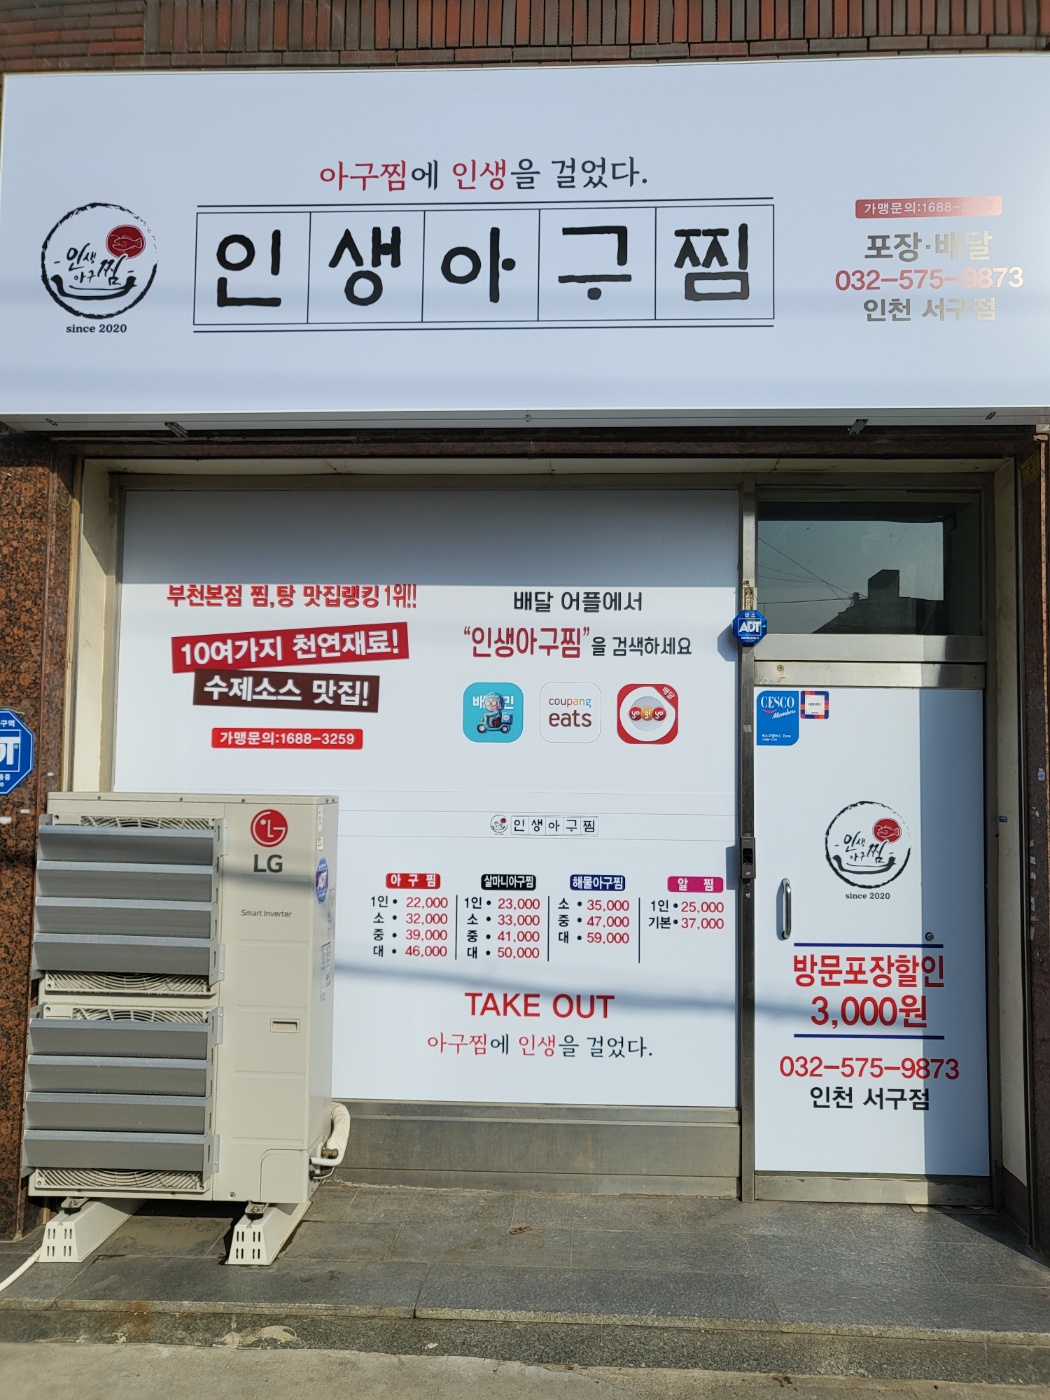 아구찜에 인생을 걸었다.
인생아구찜
인생
아구찜
since 2020
가맹문의:1688-
포장·배달
032-575-9873
인천 서구점
부천본점 찜,탕 맛집랭킹 1위!!
10여가지 천연재료!
수제소스 맛집!
가맹문의:1688-3259
배달 어플에서
"인생아구찜"을 검색하세요
coupang
eats
배달
yogiyo
ADT
CESCO
Members
LG
Smart Inverter
인생아구찜
아구찜
1인 • 22,000
소 • 32,000
중 • 39,000
대 • 46,000
살마니아구찜
1인 • 23,000
소 • 33,000
중 • 41,000
대 • 50,000
해물아구찜
소 • 35,000
중 • 47,000
대 • 59,000
알찜
1인 • 25,000
기본 • 37,000
TAKE OUT
아구찜에 인생을 걸었다.
인생
아구찜
since 2020
방문포장할인
3,000원
032-575-9873
인천 서구점